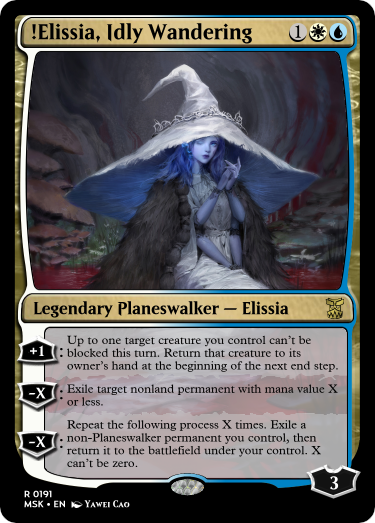 !Elissia, Idly Wandering 1
Legendary Planeswalker — Elissia
+1: Up to one target creature you control can't be
blocked this turn. Return that creature to its
owner's hand at the beginning of the next end step.
-X: Exile target nonland permanent with mana value X
or less.
-X: Repeat the following process X times. Exile a
non-Planeswalker permanent you control, then
return it to the battlefield under your control. X
can't be zero.
3
R 0191
MSK • EN Yawei Cao